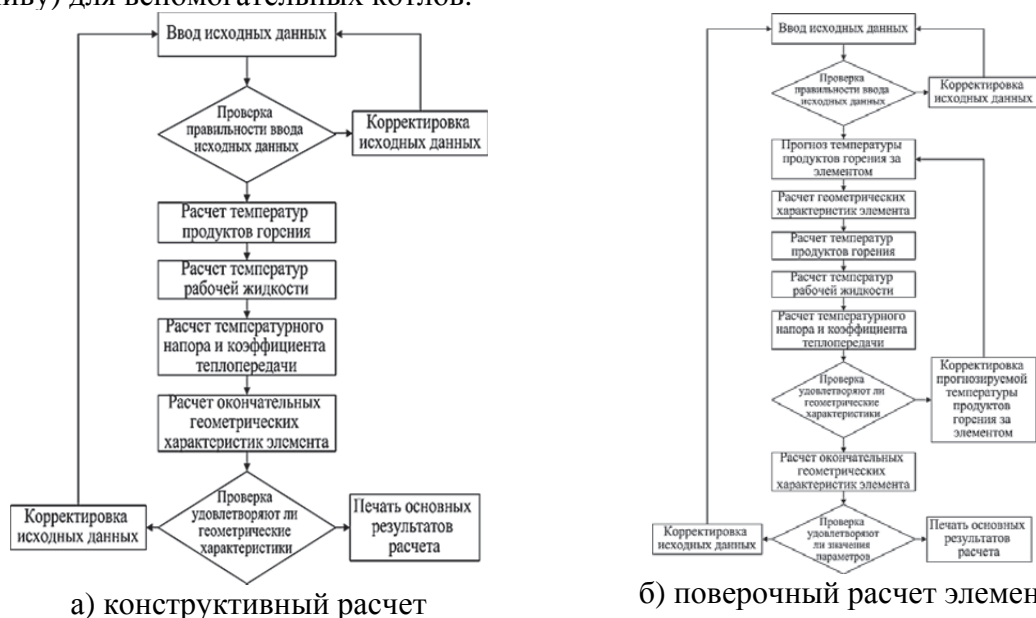 для вспомогательных котлов.
Ввод исходных данных
Проверка
правильности ввода
исходных данных
Корректировка
исходных данных
Расчет температур
продуктов горения
Расчет температур
рабочей жидкости
Расчет температурного
напора и коэффициента
теплопередачи
Расчет окончательных
геометрических
характеристик элемента
Проверка
удовлетворяют ли
геометрические
характеристики
Корректировка
исходных данных
Печать основных
результатов
расчета
а) конструктивный расчет
Ввод исходных данных
Проверка
правильности ввода
исходных данных
Корректировка
исходных данных
Прогноз температуры
продуктов горения за
элементом
Расчет геометрических
характеристик элемента
Расчет температур
продуктов горения
Расчет температур
рабочей жидкости
Расчет температурного
напора и коэффициента
теплопередачи
Проверка
удовлетворяют ли
геометрические
характеристики
Корректировка
прогнозируемой
температуры
продуктов
горения за
элементом
Расчет окончательных
геометрических
характеристик элемента
Проверка
удовлетворяют
ли значения
параметров
Корректировка
исходных данных
Печать основных
результатов
расчета
б) поверочный расчет элемен